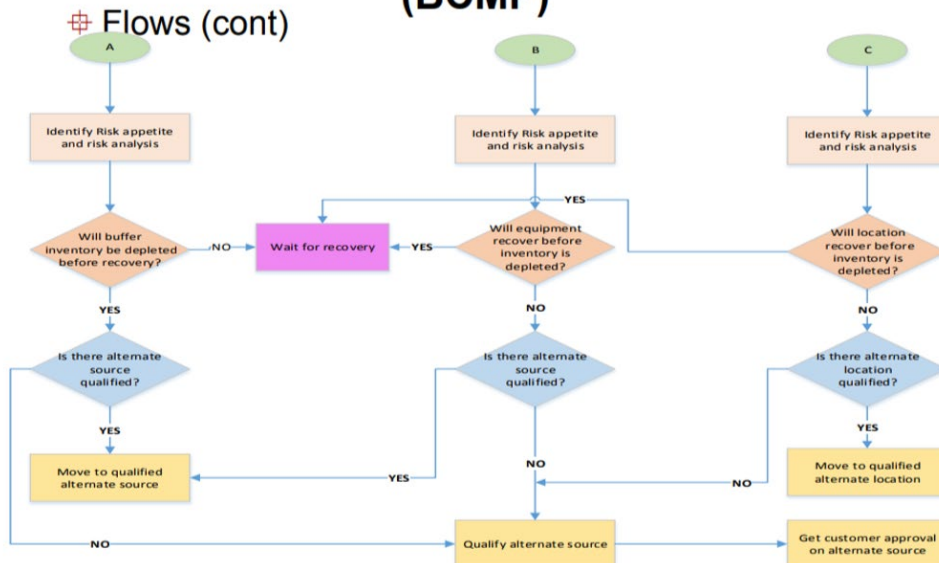 (BCMP)
Flows (cont)
A
B
C
Identify Risk appetite
and risk analysis
Identify Risk appetite
and risk analysis
Identify Risk appetite
and risk analysis
YES
Will buffer
inventory be depleted
before recovery?
NO
Wait for recovery
YES
Will equipment
recover before
inventory is
depleted?
Will location
recover before
inventory is
depleted?
YES
NO
NO
Is there alternate
source
qualified?
Is there alternate
source
qualified?
Is there alternate
location
qualified?
YES
YES
Move to qualified
alternate source
YES
NO
NO
Move to qualified
alternate location
NO
Qualify alternate source
Get customer approval
on alternate source